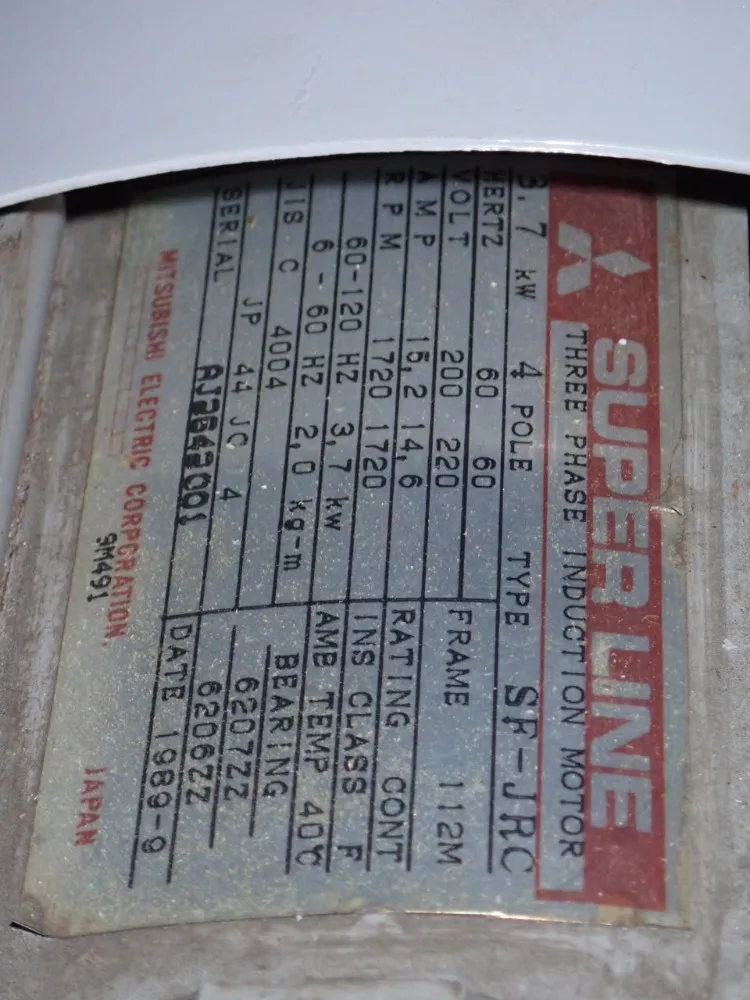 SUPER LINE
THREE PHASE INDUCTION MOTOR
3.7 kW 4 POLE TYPE SF-JRC
HERTZ 60 60 FRAME 112M
VOLT 200 220
AMP 15,2 14,6 RATING CONT
RPM 1720 1720 INS CLASS F
60-120 HZ 3,7 kW AMB TEMP 40℃
6-60 HZ 2,0 kg-m BEARING
JIS C 4004 6207ZZ
JP 44 JC 4 6206ZZ
SERIAL DATE 1989-9
MITSUBISHI ELECTRIC CORPORATION. JAPAN
9M491